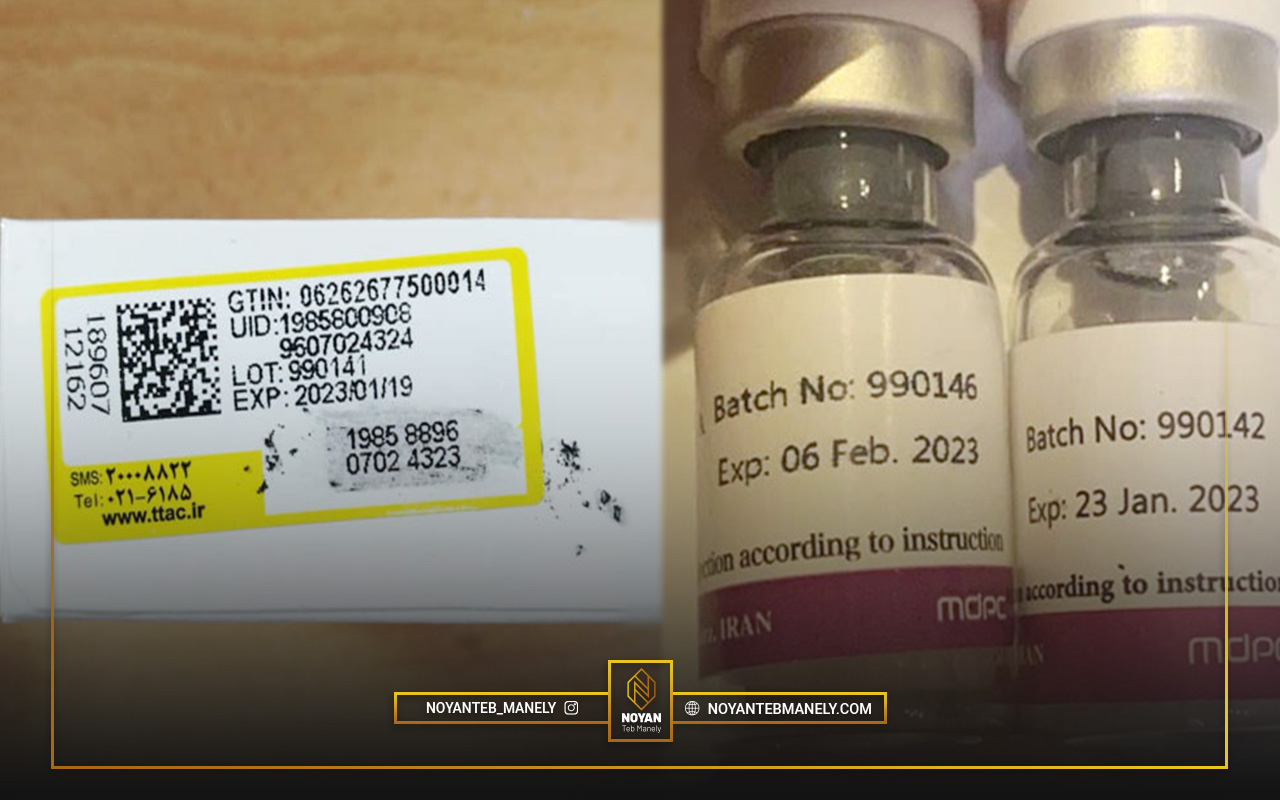 GTIN: 06262677500014
UID:1985800908
9607024324
LOT: 990141
EXP: 2023/01/19
189607
12162
1985 8896
0702 4323
SMS: ۲۰۰۰۸۸۲۲
Tel: ۰۲۱-۶۱۸۵
www.ttac.ir
Batch No: 990146
Exp: 06 Feb. 2023
according to instruction
IRAN
mdpc
Batch No: 990142
Exp: 23 Jan. 2023
according to instruction
mdpc
NOYANTEB_MANELY
NOYAN
Teb Manely
NOYANTEBMANELY.COM